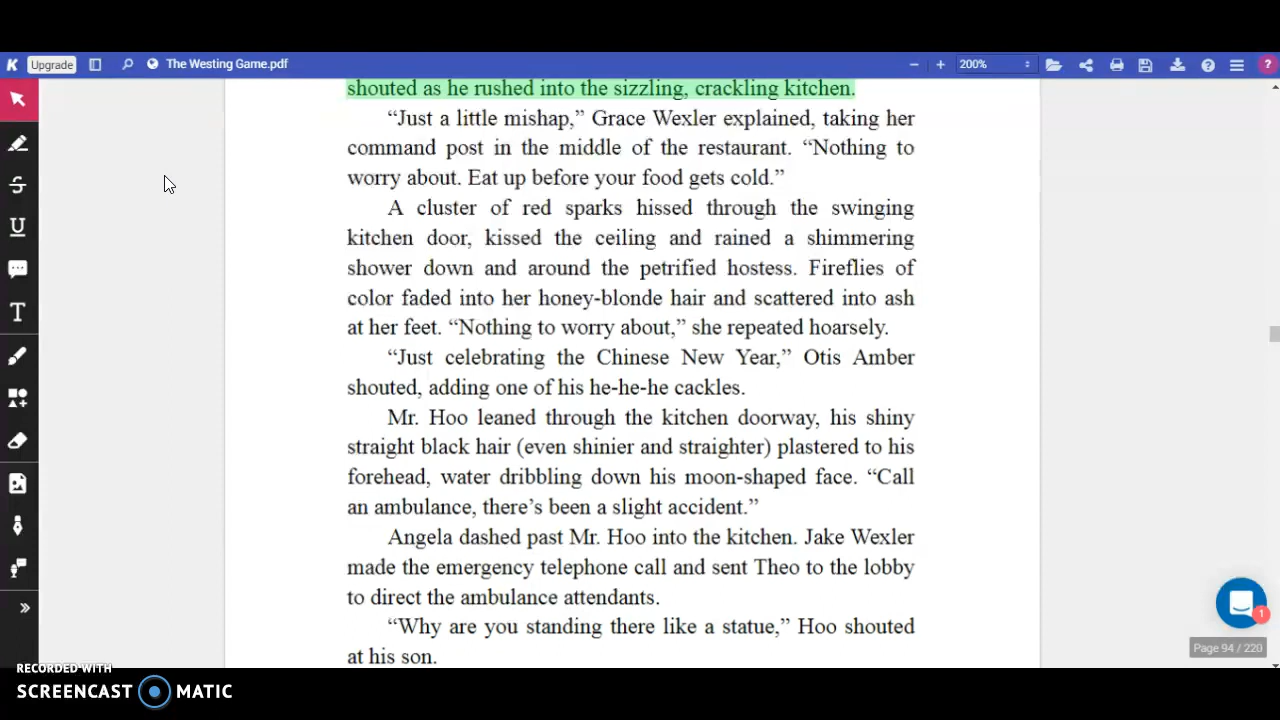 K Upgrade The Westing Game.pdf 200% ?
shouted as he rushed into the sizzling, crackling kitchen.
“Just a little mishap,” Grace Wexler explained, taking her
command post in the middle of the restaurant. “Nothing to
worry about. Eat up before your food gets cold.”
A cluster of red sparks hissed through the swinging
kitchen door, kissed the ceiling and rained a shimmering
shower down and around the petrified hostess. Fireflies of
color faded into her honey-blonde hair and scattered into ash
at her feet. “Nothing to worry about,” she repeated hoarsely.
“Just celebrating the Chinese New Year,” Otis Amber
shouted, adding one of his he-he-he cackles.
Mr. Hoo leaned through the kitchen doorway, his shiny
straight black hair (even shinier and straighter) plastered to his
forehead, water dribbling down his moon-shaped face. “Call
an ambulance, there’s been a slight accident.”
Angela dashed past Mr. Hoo into the kitchen. Jake Wexler
made the emergency telephone call and sent Theo to the lobby
to direct the ambulance attendants.
“Why are you standing there like a statue,” Hoo shouted
at his son.
1
Page 94 / 220
RECORDED WITH
SCREENCAST MATIC